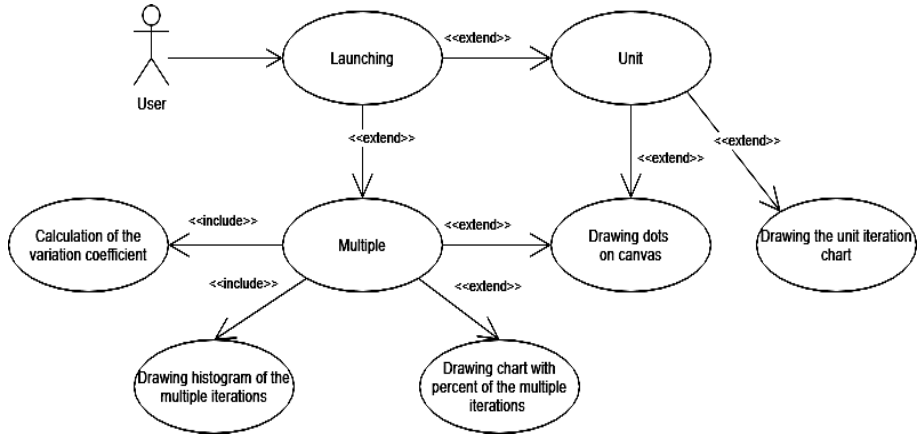 <<extend>>
Launching
Unit
User
<<extend>>
<<extend>>
<<extend>>
<<include>>
<<extend>>
Calculation of the
variation coefficient
Multiple
Drawing dots
on canvas
Drawing the unit iteration
chart
<<include>>
<<extend>>
Drawing histogram of the
multiple iterations
Drawing chart with
percent of the multiple
iterations